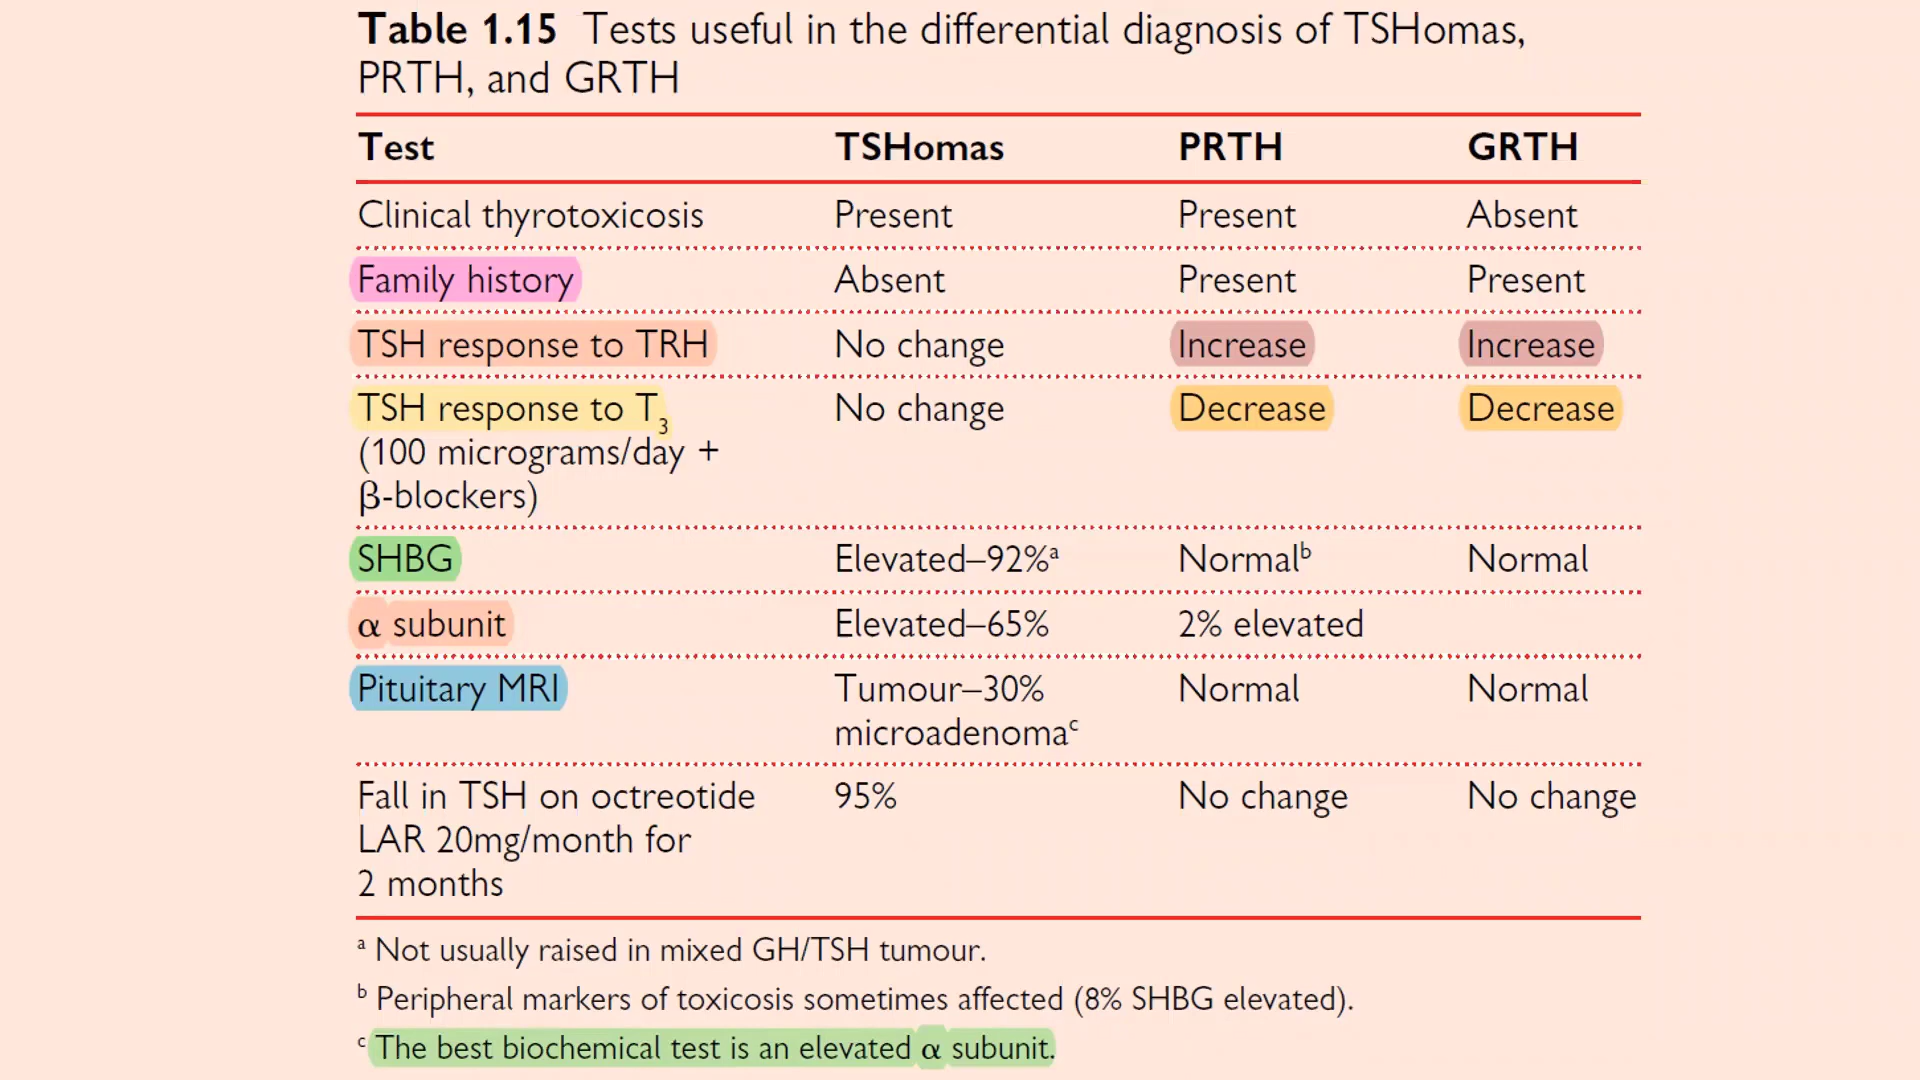 Table 1.15 Tests useful in the differential diagnosis of TSHomas,
PRTH, and GRTH
Test TSHomas PRTH GRTH
Clinical thyrotoxicosis Present Present Absent
Family history Absent Present Present
TSH response to TRH No change Increase Increase
TSH response to T₃ No change Decrease Decrease
(100 micrograms/day +
β-blockers)
SHBG Elevated–92%ᵃ Normalᵇ Normal
α subunit Elevated–65% 2% elevated
Pituitary MRI Tumour–30% Normal Normal
microadenomaᶜ
Fall in TSH on octreotide 95% No change No change
LAR 20mg/month for
2 months
ᵃ Not usually raised in mixed GH/TSH tumour.
ᵇ Peripheral markers of toxicosis sometimes affected (8% SHBG elevated).
ᶜ The best biochemical test is an elevated α subunit.